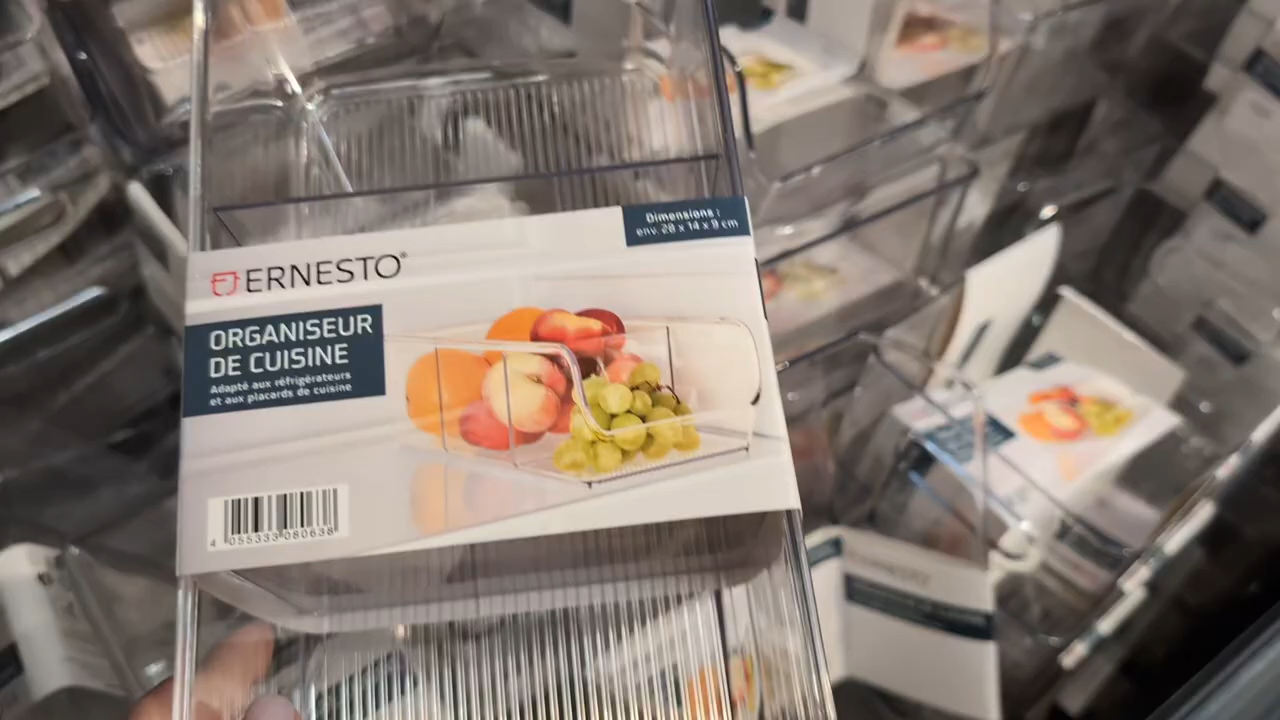 Dimensions :
env. 28 x 14 x 9 cm
ERNESTO®
ORGANISEUR
DE CUISINE
Adapté aux réfrigérateurs
et aux placards de cuisine
4 055333 080638